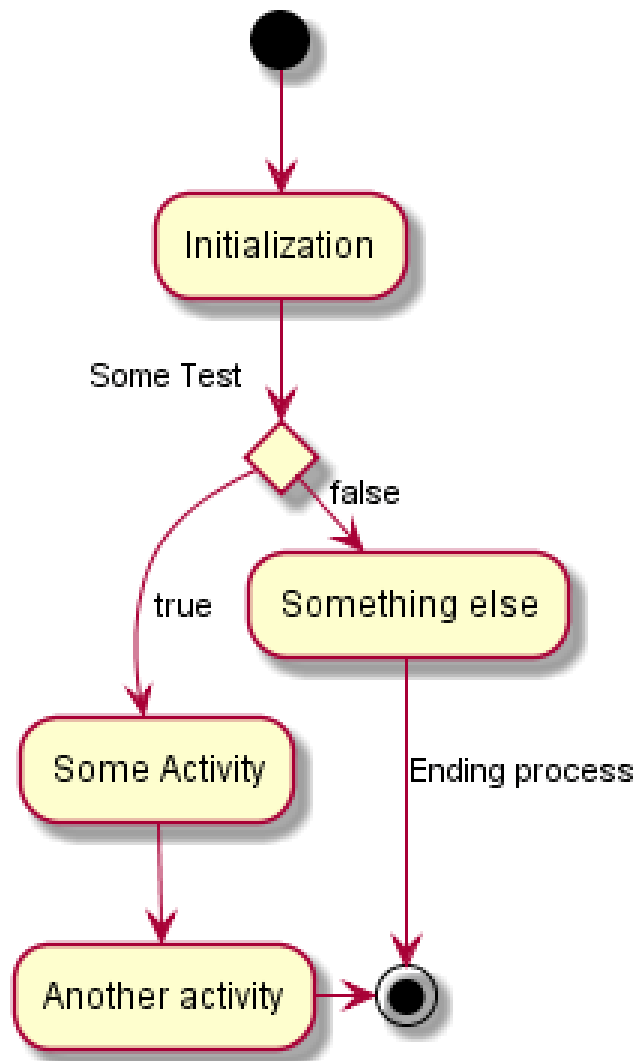 Initialization
Some Test
false
Something else
true
Some Activity
Ending process
Another activity